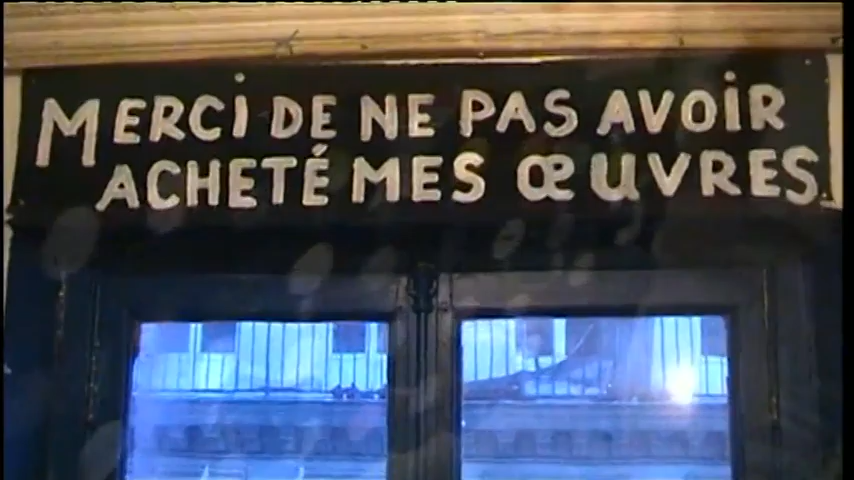 MERCI DE NE PAS AVOIR
ACHETÉ MES ŒUVRES